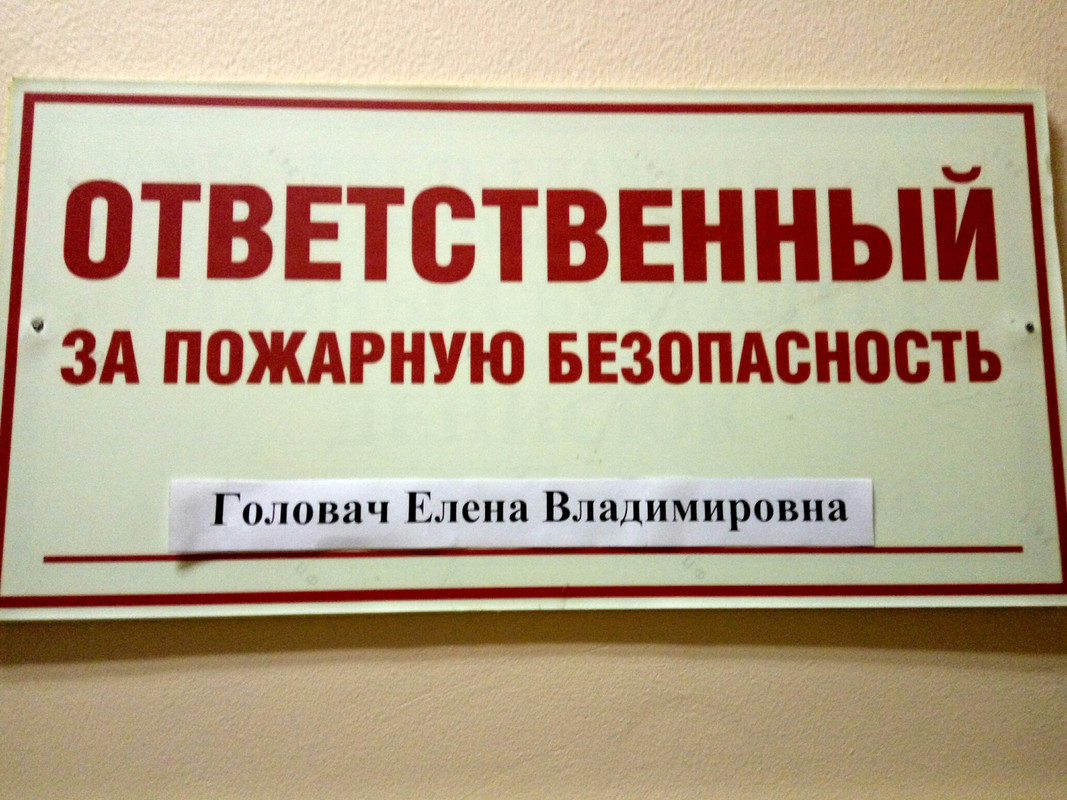 ОТВЕТСТВЕННЫЙ
ЗА ПОЖАРНУЮ БЕЗОПАСНОСТЬ
Головач Елена Владимировна